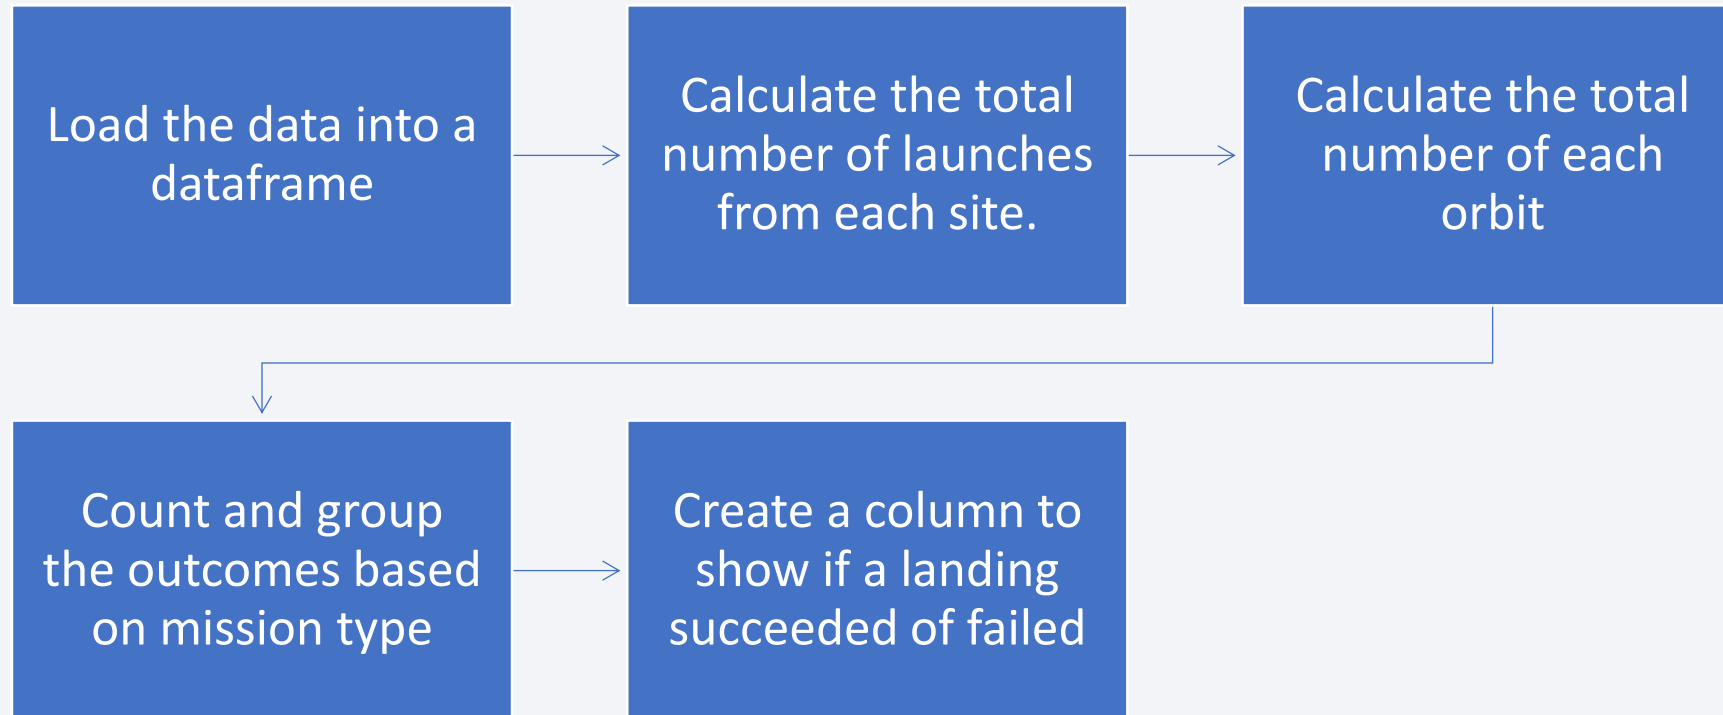 Load the data into a
dataframe
Calculate the total
number of launches
from each site.
Calculate the total
number of each
orbit
Count and group
the outcomes based
on mission type
Create a column to
show if a landing
succeeded of failed